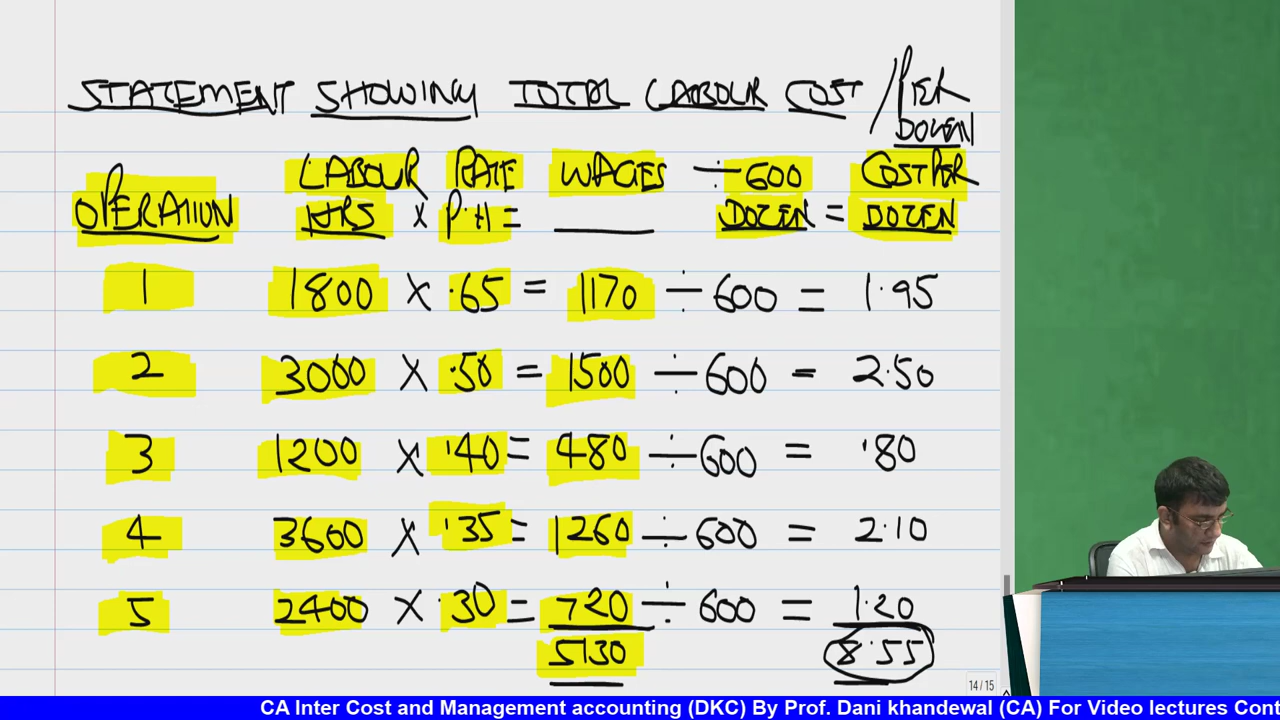 STATEMENT SHOWING TOTAL LABOUR COST / PER DOZEN
OPERATION LABOUR HRS × RATE P.H = WAGES ÷ 600 DOZEN = COST PER DOZEN
1 1800 × .65 = 1170 ÷ 600 = 1.95
2 3000 × .50 = 1500 ÷ 600 = 2.50
3 1200 × .40 = 480 ÷ 600 = .80
4 3600 × .35 = 1260 ÷ 600 = 2.10
5 2400 × .30 = 720 ÷ 600 = 1.20
5130 8.55
14 / 15
CA Inter Cost and Management accounting (DKC) By Prof. Dani khandewal (CA) For Video lectures Cont